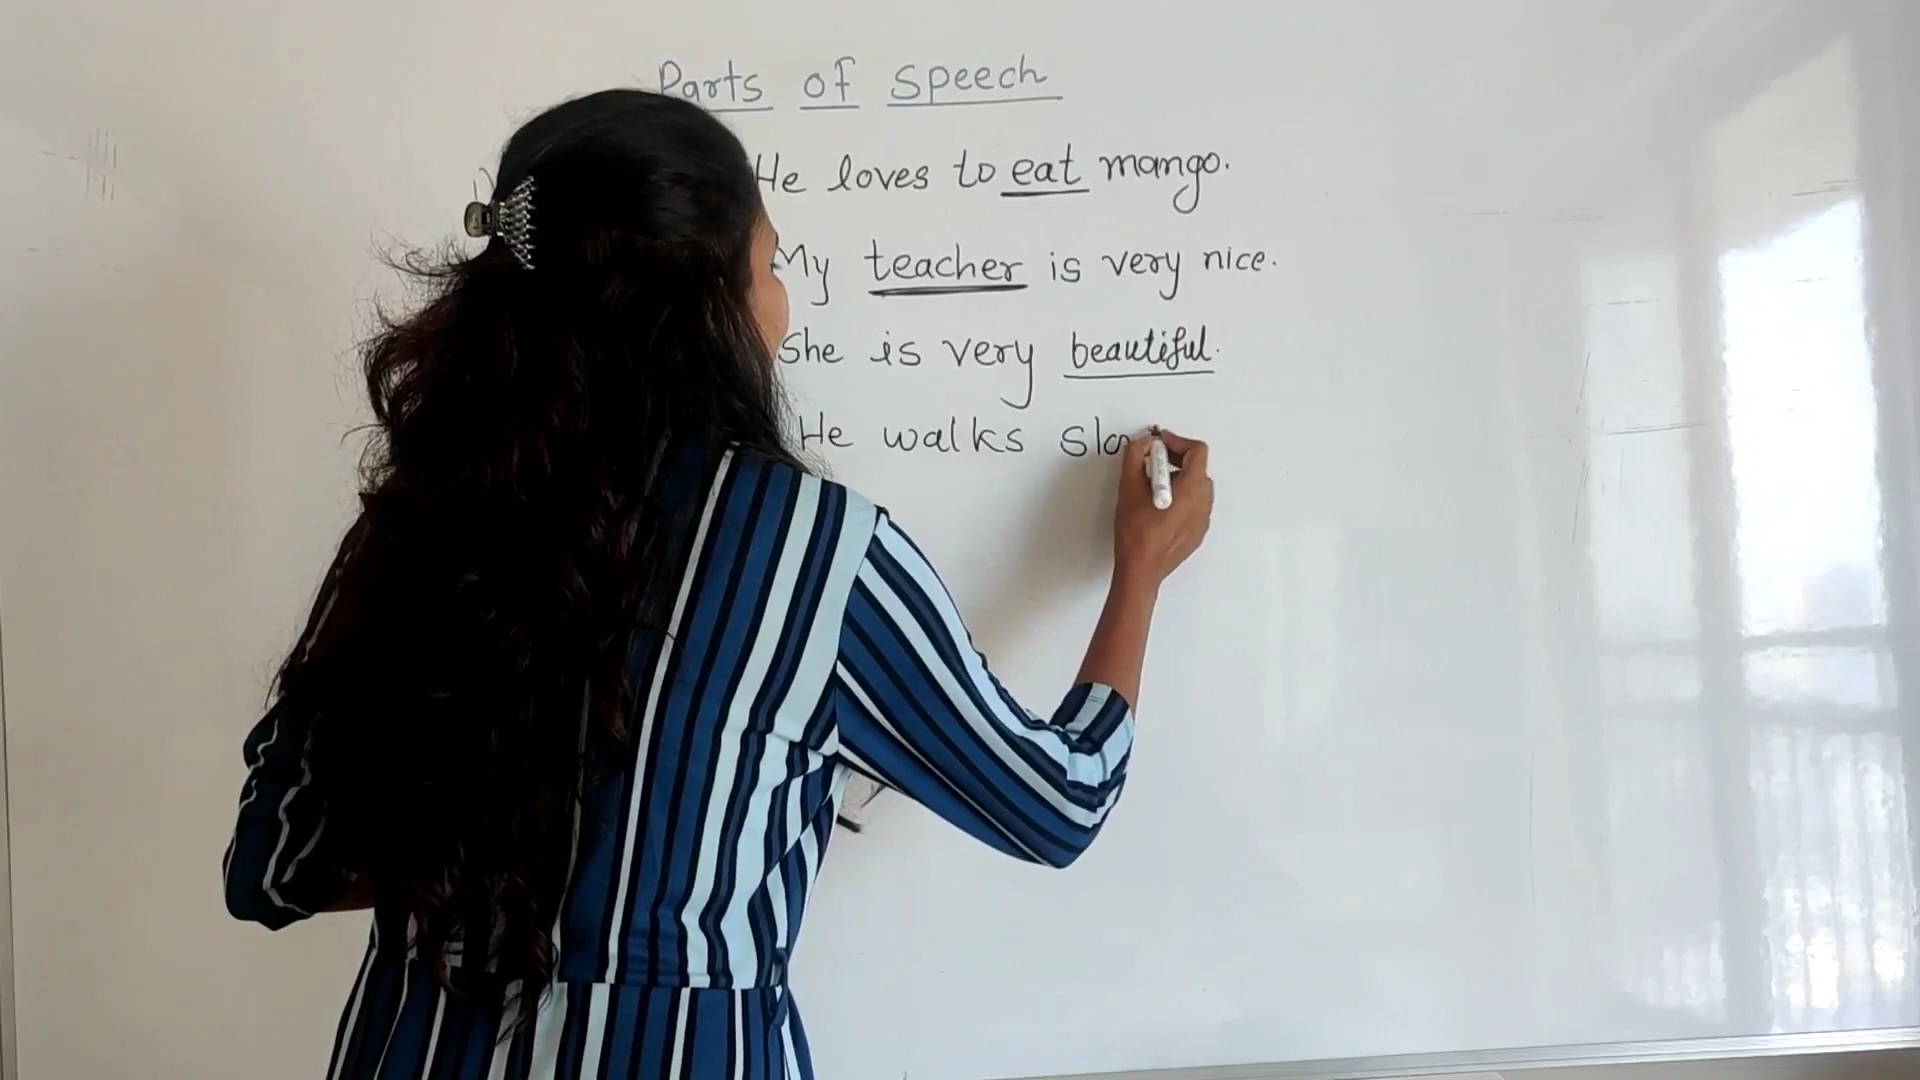 Parts of speech
He loves to eat mango.
My teacher is very nice.
She is very beautiful.
He walks slo